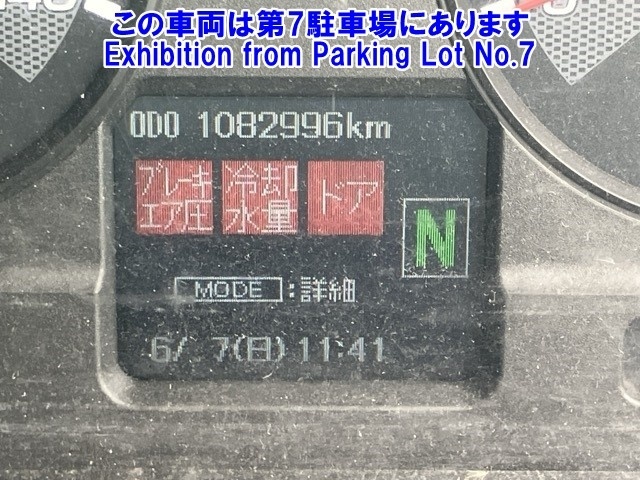 この車両は第7駐車場にあります
Exhibition from Parking Lot No.7
ODO 1082996km
ブレーキ 冷却 ドア
エア圧 水量
N
MODE :詳細
6/ 7(日) 11:41